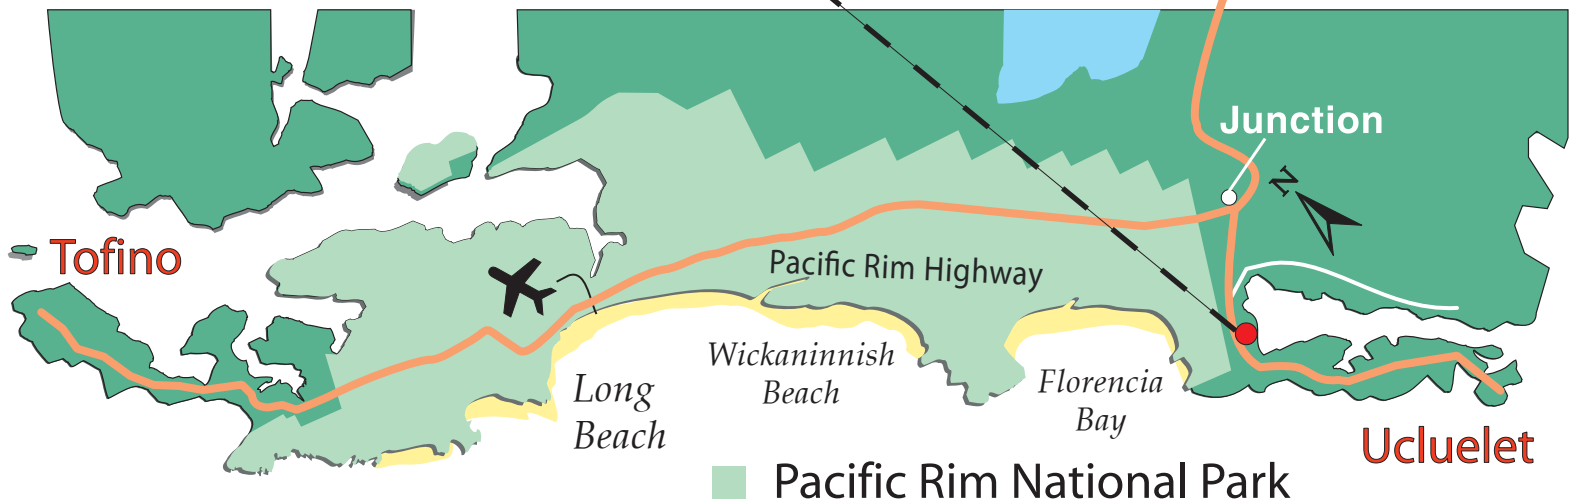 Junction
N
Tofino
Pacific Rim Highway
Wickaninnish
Beach
Long
Beach
Florencia
Bay
Ucluelet
Pacific Rim National Park